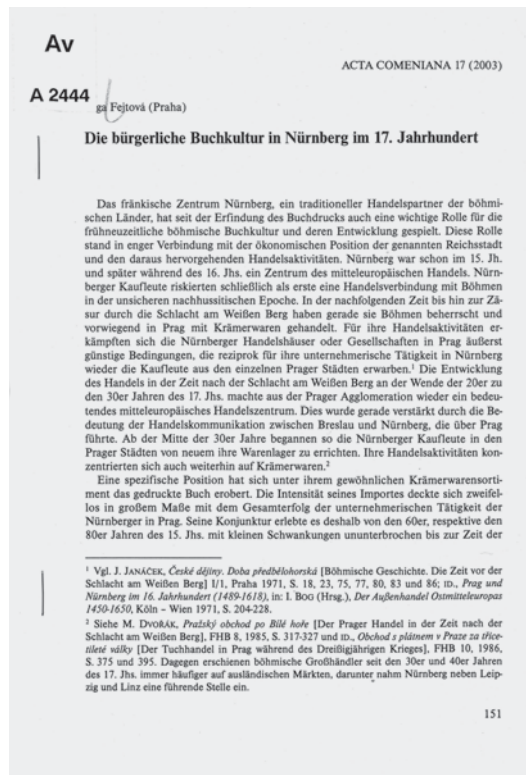 Av
ACTA COMENIANA 17 (2003)
A 2444
ga Fejtová (Praha)
Die bürgerliche Buchkultur in Nürnberg im 17. Jahrhundert
Das fränkische Zentrum Nürnberg, ein traditioneller Handelspartner der böhmi-
schen Länder, hat seit der Erfindung des Buchdrucks auch eine wichtige Rolle für die
frühneuzeitliche böhmische Buchkultur und deren Entwicklung gespielt. Diese Rolle
stand in enger Verbindung mit der ökonomischen Position der genannten Reichsstadt
und den daraus hervorgehenden Handelsaktivitäten. Nürnberg war schon im 15. Jh.
und später während des 16. Jhs. ein Zentrum des mitteleuropäischen Handels. Nürn-
berger Kaufleute riskierten schließlich als erste eine Handelsverbindung mit Böhmen
in der unsicheren nachhussitischen Epoche. In der nachfolgenden Zeit bis hin zur Zä-
sur durch die Schlacht am Weißen Berg haben gerade sie Böhmen beherrscht und
vorwiegend in Prag mit Krämerwaren gehandelt. Für ihre Handelsaktivitäten er-
kämpften sich die Nürnberger Handelshäuser oder Gesellschaften in Prag äußerst
günstige Bedingungen, die reziprok für ihre unternehmerische Tätigkeit in Nürnberg
wieder die Kaufleute aus den einzelnen Prager Städten erwarben.¹ Die Entwicklung
des Handels in der Zeit nach der Schlacht am Weißen Berg an der Wende der 20er zu
den 30er Jahren des 17. Jhs. machte aus der Prager Agglomeration wieder ein bedeu-
tendes mitteleuropäisches Handelszentrum. Dies wurde gerade verstärkt durch die Be-
deutung der Handelskommunikation zwischen Breslau und Nürnberg, die über Prag
führte. Ab der Mitte der 30er Jahre begannen so die Nürnberger Kaufleute in den
Prager Städten von neuem ihre Warenlager zu errichten. Ihre Handelsaktivitäten kon-
zentrierten sich auch weiterhin auf Krämerwaren.²
Eine spezifische Position hat sich unter ihrem gewöhnlichen Krämerwarensorti-
ment das gedruckte Buch erobert. Die Intensität seines Importes deckte sich zweifel-
los in großem Maße mit dem Gesamterfolg der unternehmerischen Tätigkeit der
Nürnberger in Prag. Seine Konjunktur erlebte es deshalb von den 60er, respektive den
80er Jahren des 15. Jhs. mit kleinen Schwankungen ununterbrochen bis zur Zeit der
¹ Vgl. J. JANÁČEK, České dějiny. Doba předbělohorská [Böhmische Geschichte. Die Zeit vor der
Schlacht am Weißen Berg] I/1, Praha 1971, S. 18, 23, 75, 77, 80, 83 und 86; ID., Prag und
Nürnberg im 16. Jahrhundert (1489-1618), in: I. BOG (Hrsg.), Der Außenhandel Ostmitteleuropas
1450-1650, Köln – Wien 1971, S. 204-228.
² Siehe M. DVOŘÁK, Pražský obchod po Bílé hoře [Der Prager Handel in der Zeit nach der
Schlacht am Weißen Berg], FHB 8, 1985, S. 317-327 und ID., Obchod s plátnem v Praze za třice-
tileté války [Der Tuchhandel in Prag während des Dreißigjährigen Krieges], FHB 10, 1986,
S. 375 und 395. Dagegen erschienen böhmische Großhändler seit den 30er und 40er Jahren
des 17. Jhs. immer häufiger auf ausländischen Märkten, darunter nahm Nürnberg neben Leip-
zig und Linz eine führende Stelle ein.
151